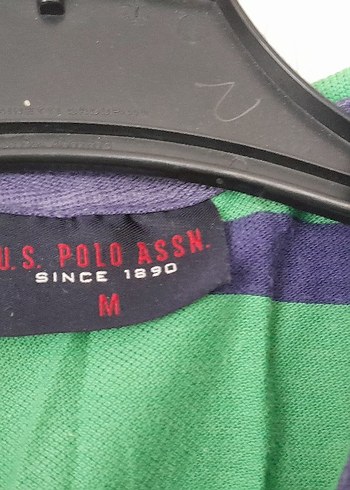 U.S. POLO ASSN.
SINCE 1890
M